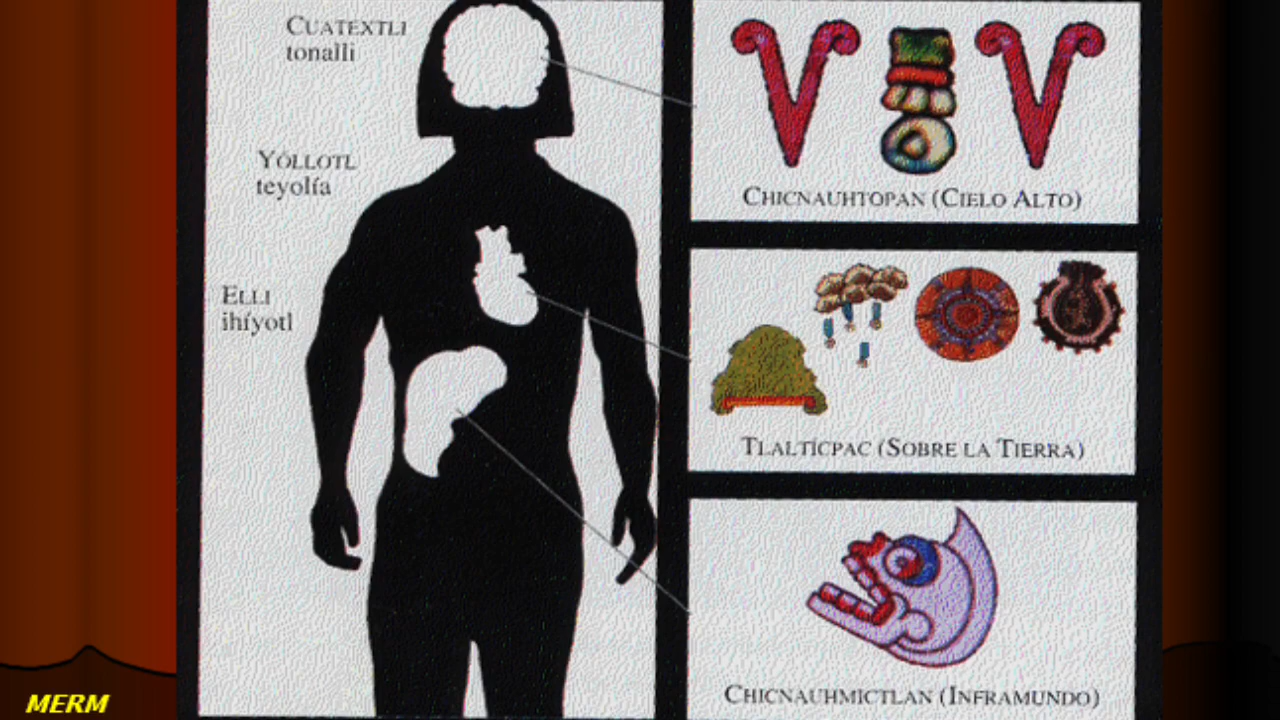 CUATEXTLI
tonalli
YÓLLOTL
teyolía
ELLI
ihíyotl
CHICNAUHTOPAN (CIELO ALTO)
TLALTÍCPAC (SOBRE LA TIERRA)
CHICNAUHMICTLAN (INFRAMUNDO)
MERM